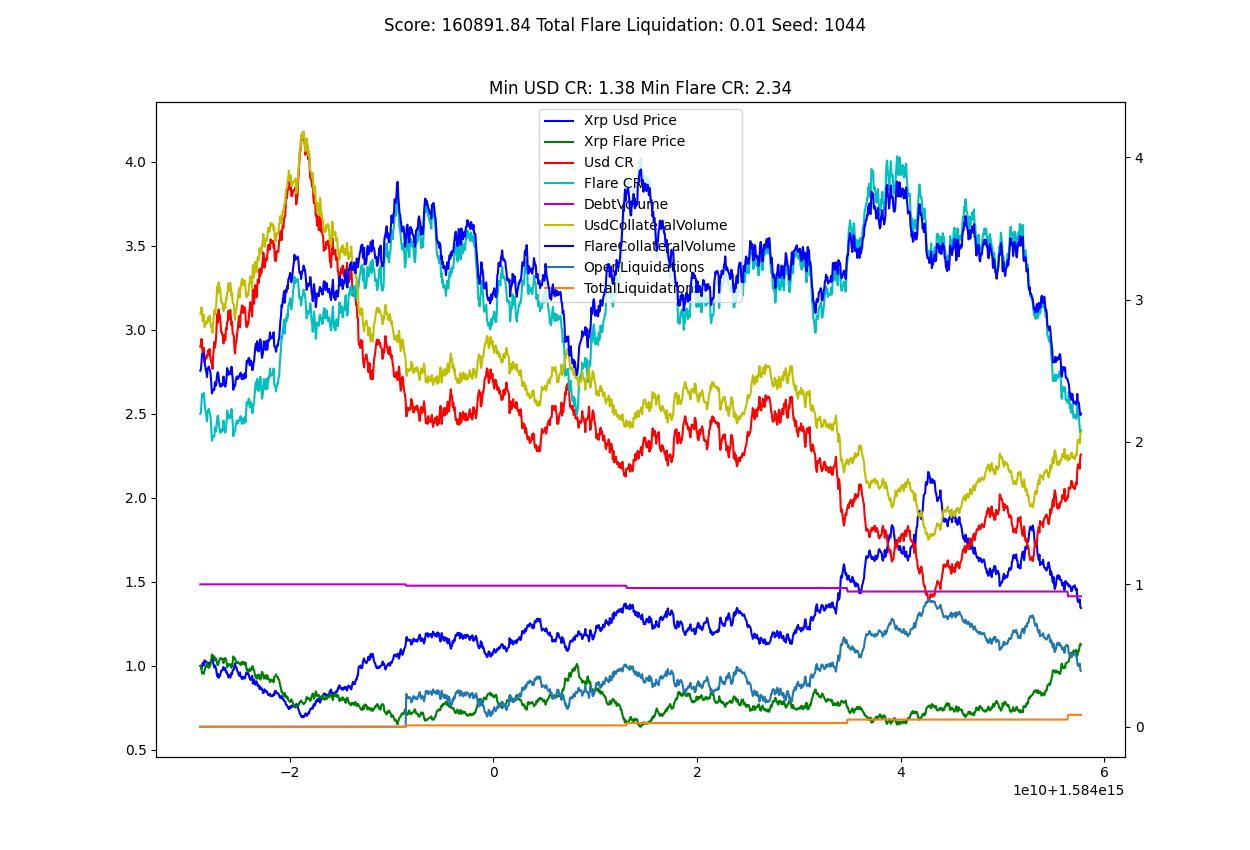 Score: 160891.84 Total Flare Liquidation: 0.01 Seed: 1044
Min USD CR: 1.38 Min Flare CR: 2.34
Xrp Usd Price
Xrp Flare Price
Usd CR
Flare CR
DebtVolume
UsdCollateralVolume
FlareCollateralVolume
OpenLiquidations
TotalLiquidations
4.0
3.5
3.0
2.5
2.0
1.5
1.0
0.5
4
3
2
1
0
−2 0 2 4 6
1e10+1.584e15